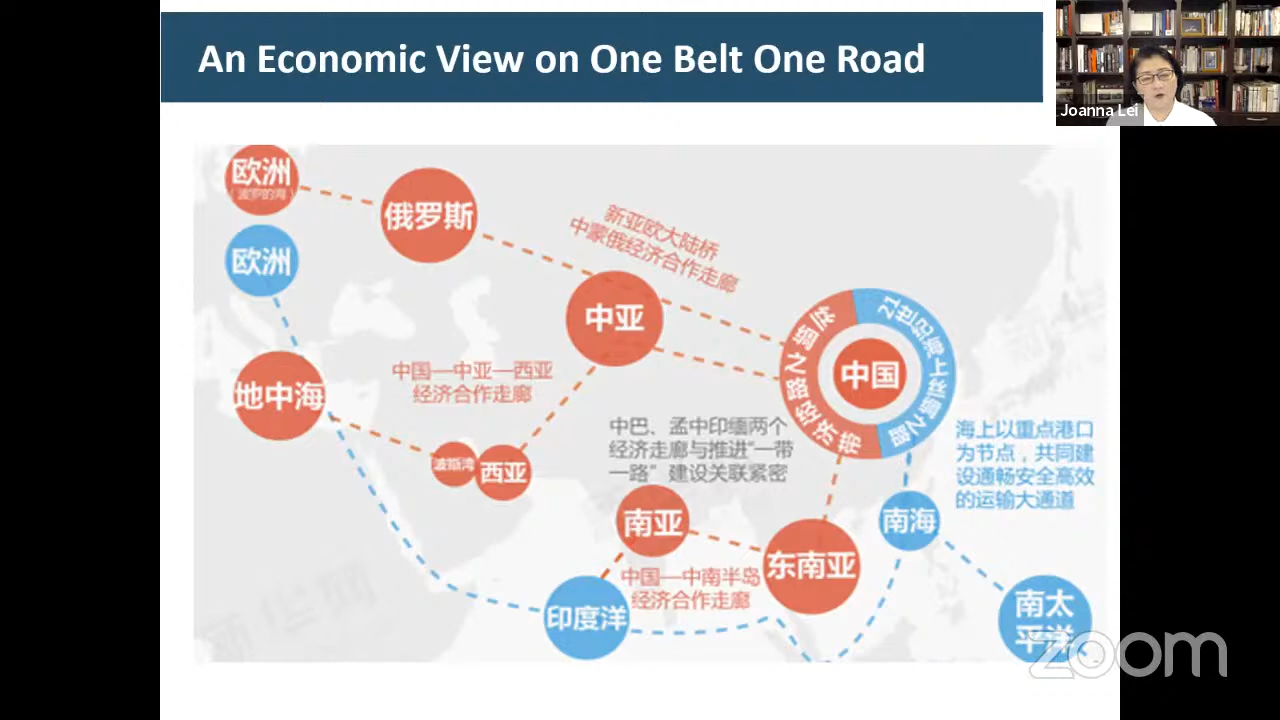 An Economic View on One Belt One Road
Joanna Lei
欧洲
(波罗的海)
俄罗斯
欧洲
新亚欧大陆桥
中蒙俄经济合作走廊
中亚
丝绸之路经济带
21世纪海上丝绸之路
中国
地中海
中国—中亚—西亚
经济合作走廊
波斯湾
西亚
中巴、孟中印缅两个
经济走廊与推进“一带
一路”建设关联紧密
海上以重点港口
为节点，共同建
设通畅安全高效
的运输大通道
南亚
南海
东南亚
中国—中南半岛
经济合作走廊
印度洋
南太
平洋
zoom
新华网